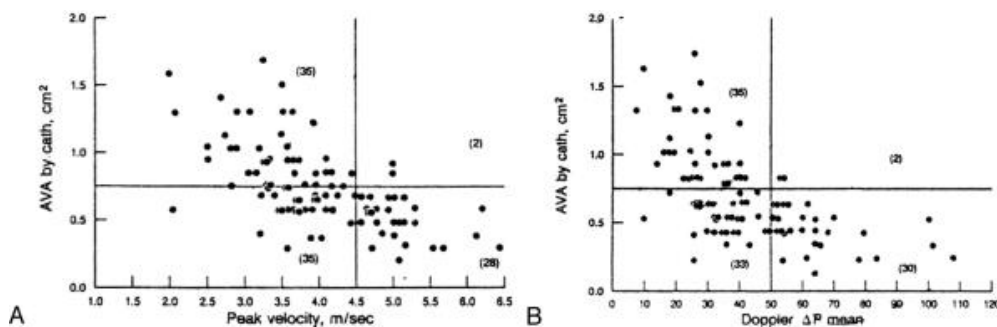 2.0
1.5
1.0
0.5
0.0
AVA by cath, cm²
(35)
(2)
(35)
(28)
1.0 1.5 2.0 2.5 3.0 3.5 4.0 4.5 5.0 5.5 6.0 6.5
Peak velocity, m/sec
A
2.0
1.5
1.0
0.5
0.0
AVA by cath, cm²
(35)
(2)
(33)
(30)
0 10 20 30 40 50 60 70 80 90 100 110 120
Doppler ΔP mean
B